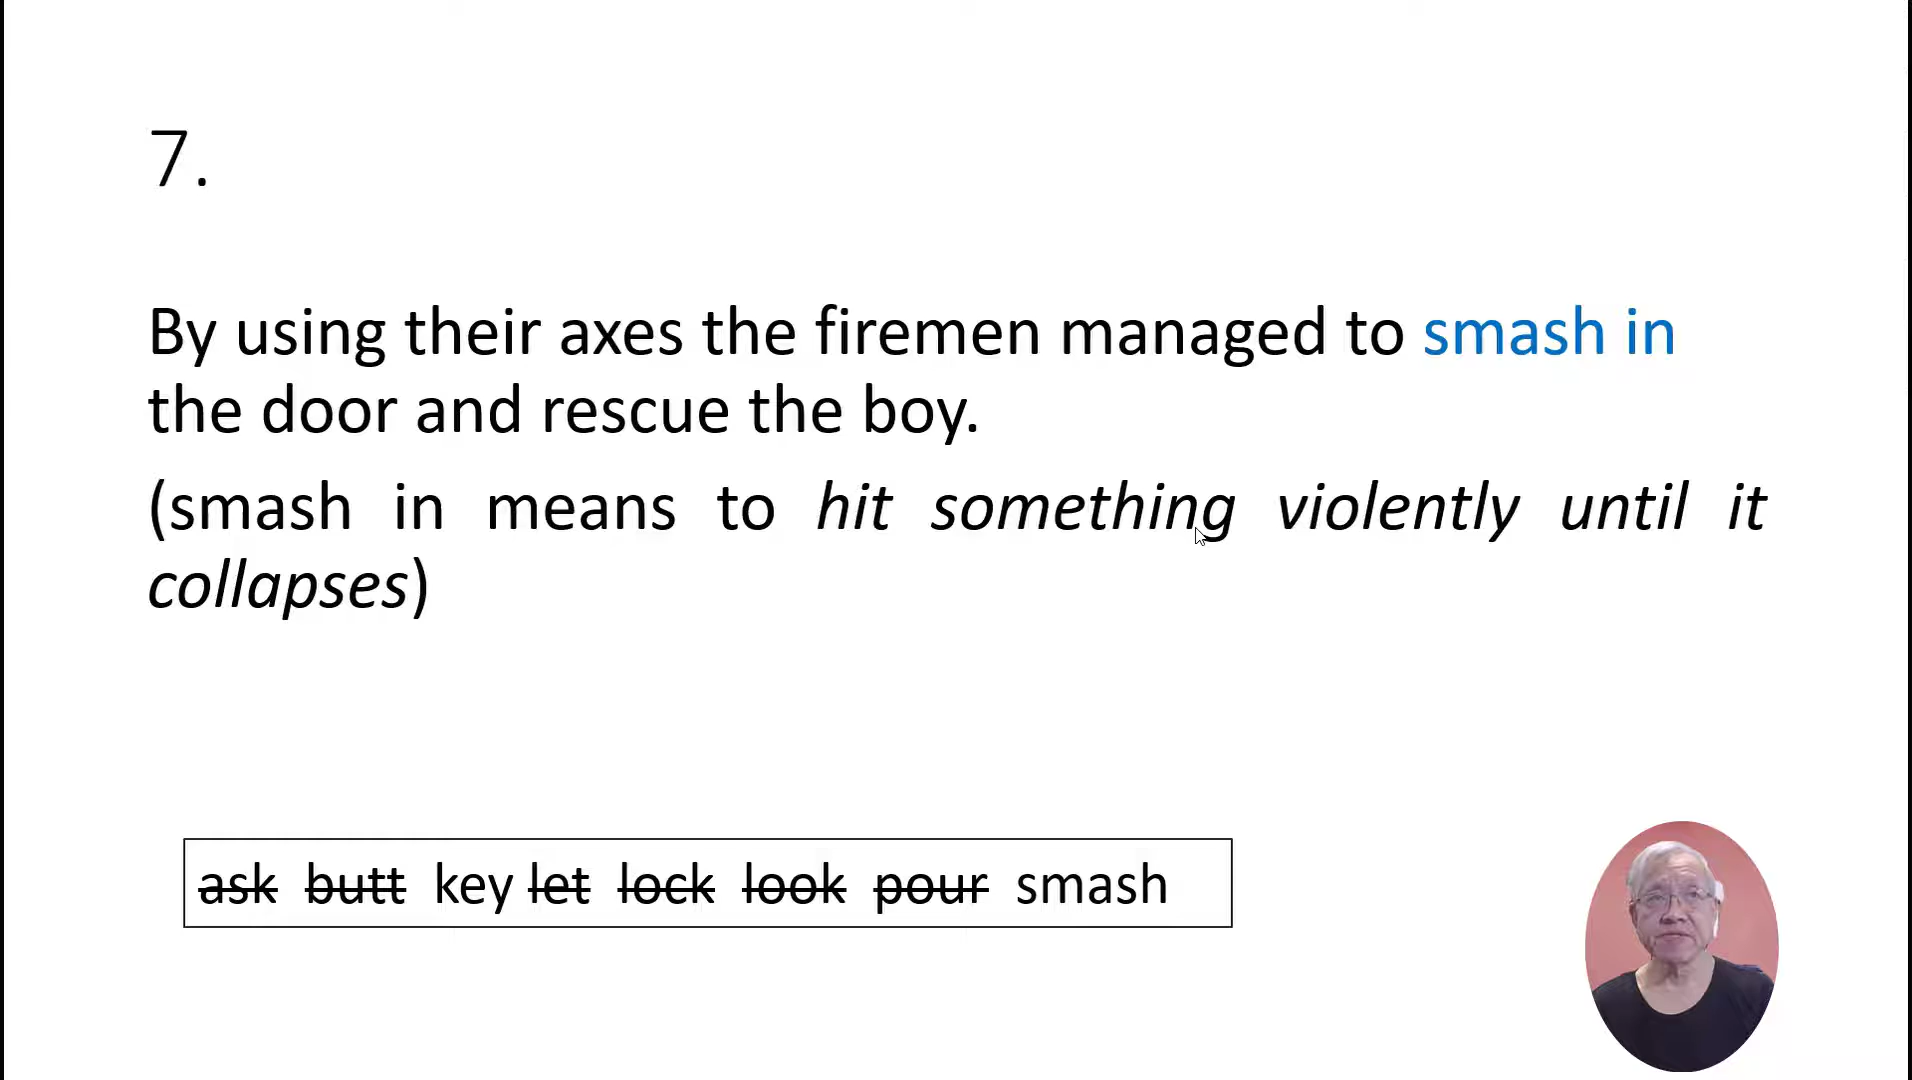 7.
By using their axes the firemen managed to smash in
the door and rescue the boy.
(smash in means to hit something violently until it
collapses)
ask butt key let lock look pour smash